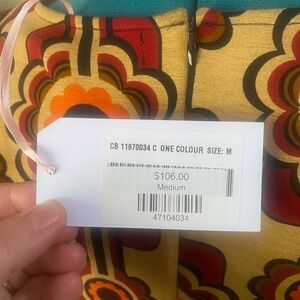 CB 11970034 C ONE COLOUR SIZE: M
$106.00
Medium
47104034